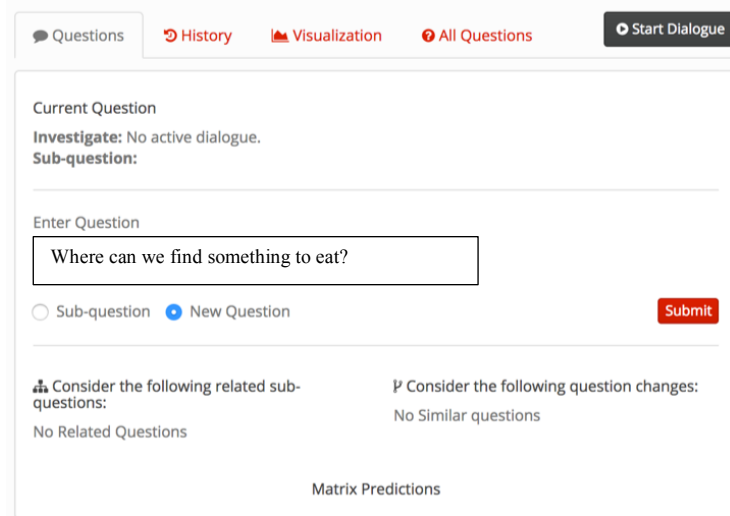 Questions History Visualization All Questions Start Dialogue
Current Question
Investigate: No active dialogue.
Sub-question:
Enter Question
Where can we find something to eat?
Sub-question New Question Submit
Consider the following related sub-
questions:
No Related Questions
Consider the following question changes:
No Similar questions
Matrix Predictions